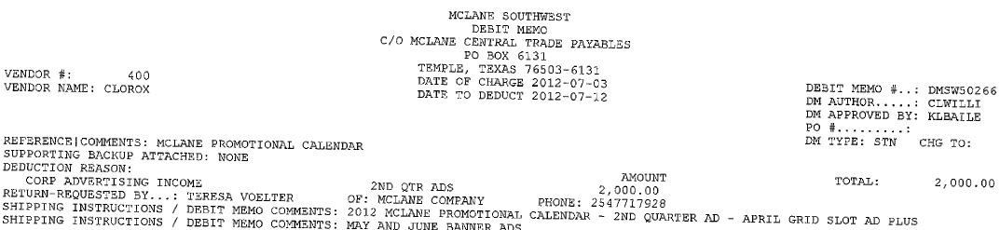 MCLANE SOUTHWEST
DEBIT MEMO
C/O MCLANE CENTRAL TRADE PAYABLES
PO BOX 6131
TEMPLE, TEXAS 76503-6131
VENDOR #: 400
DATE OF CHARGE 2012-07-03
VENDOR NAME: CLOROX
DATE TO DEDUCT 2012-07-12
DEBIT MEMO #..: DMSW50266
DM AUTHOR.....: CLWILLI
DM APPROVED BY: KLBAILE
PO #.........:
DM TYPE: STN CHG TO:
REFERENCE|COMMENTS: MCLANE PROMOTIONAL CALENDAR
SUPPORTING BACKUP ATTACHED: NONE
DEDUCTION REASON: AMOUNT
CORP ADVERTISING INCOME 2ND QTR ADS 2,000.00 TOTAL: 2,000.00
RETURN-REQUESTED BY...: TERESA VOELTER OF: MCLANE COMPANY PHONE: 2547717928
SHIPPING INSTRUCTIONS / DEBIT MEMO COMMENTS: 2012 MCLANE PROMOTIONAL CALENDAR - 2ND QUARTER AD - APRIL GRID SLOT AD PLUS
SHIPPING INSTRUCTIONS / DEBIT MEMO COMMENTS: MAY AND JUNE BANNER ADS